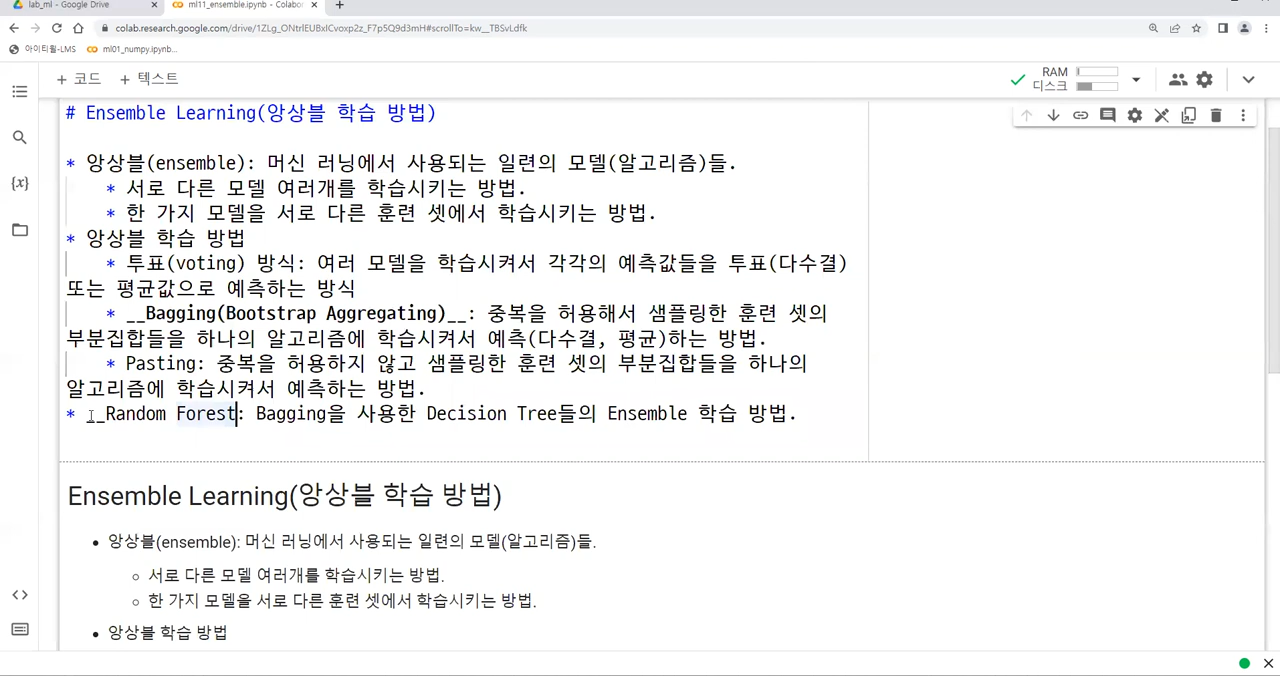 lab_ml - Google Drive
ml11_ensemble.ipynb - Colabor
colab.research.google.com/drive/1ZLg_ONtrlEUBxICvoxp2z_F7p5Q9d3mH#scrollTo=kw__TBSvLdfk
아이티윌-LMS
ml01_numpy.ipynb...
+ 코드 + 텍스트
RAM
디스크
# Ensemble Learning(앙상블 학습 방법)
* 앙상블(ensemble): 머신 러닝에서 사용되는 일련의 모델(알고리즘)들.
* 서로 다른 모델 여러개를 학습시키는 방법.
* 한 가지 모델을 서로 다른 훈련 셋에서 학습시키는 방법.
* 앙상블 학습 방법
* 투표(voting) 방식: 여러 모델을 학습시켜서 각각의 예측값들을 투표(다수결)
또는 평균값으로 예측하는 방식
* __Bagging(Bootstrap Aggregating)__: 중복을 허용해서 샘플링한 훈련 셋의
부분집합들을 하나의 알고리즘에 학습시켜서 예측(다수결, 평균)하는 방법.
* Pasting: 중복을 허용하지 않고 샘플링한 훈련 셋의 부분집합들을 하나의
알고리즘에 학습시켜서 예측하는 방법.
* __Random Forest: Bagging을 사용한 Decision Tree들의 Ensemble 학습 방법.
Ensemble Learning(앙상블 학습 방법)
• 앙상블(ensemble): 머신 러닝에서 사용되는 일련의 모델(알고리즘)들.
○ 서로 다른 모델 여러개를 학습시키는 방법.
○ 한 가지 모델을 서로 다른 훈련 셋에서 학습시키는 방법.
• 앙상블 학습 방법